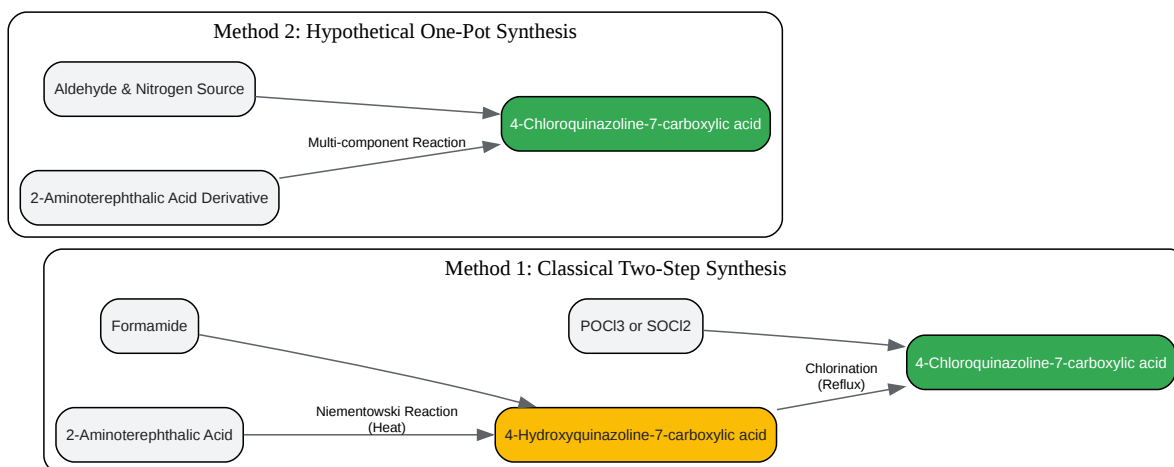 Method 2: Hypothetical One-Pot Synthesis
Aldehyde & Nitrogen Source
4-Chloroquinazoline-7-carboxylic acid
Multi-component Reaction
2-Aminoterephthalic Acid Derivative
Method 1: Classical Two-Step Synthesis
Formamide
POCl3 or SOCl2
4-Chloroquinazoline-7-carboxylic acid
Chlorination
(Reflux)
Niementowski Reaction
(Heat)
2-Aminoterephthalic Acid
4-Hydroxyquinazoline-7-carboxylic acid